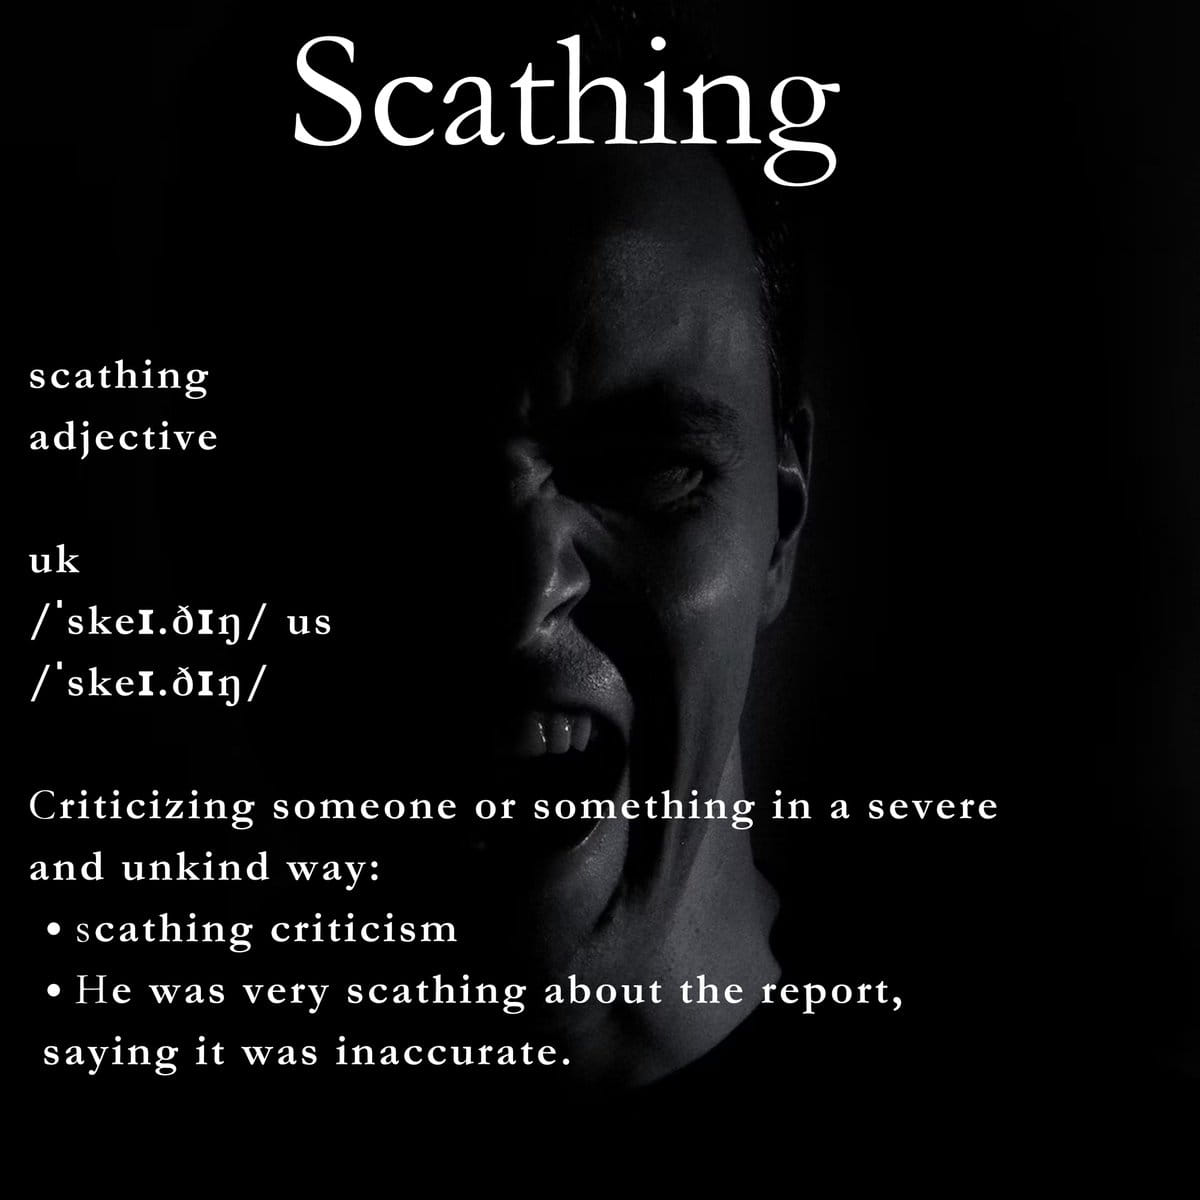 Scathing
scathing
adjective
uk
/ˈskeɪ.ðɪŋ/ us
/ˈskeɪ.ðɪŋ/
Criticizing someone or something in a severe
and unkind way:
• scathing criticism
• He was very scathing about the report,
saying it was inaccurate.